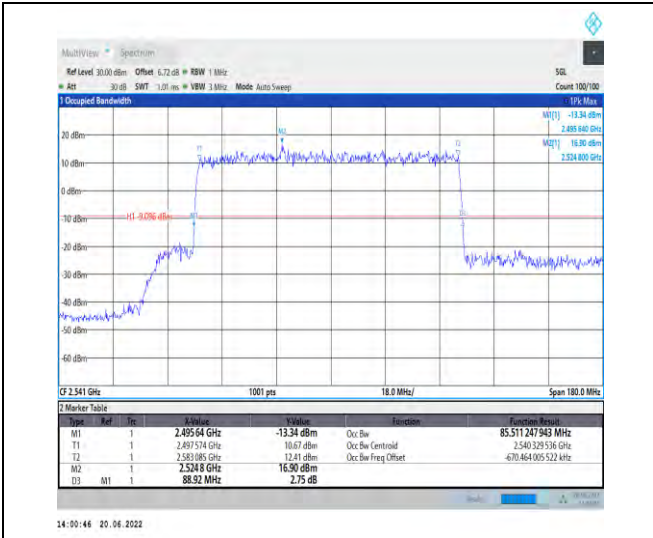 MultiView Spectrum
Ref Level 30.00 dBm Offset 6.72 dB RBW 1 MHz SGL
Att 30 dB SWT 1.01 ms VBW 3 MHz Mode Auto Sweep Count 100/100
1 Occupied Bandwidth 1Pk Max
M1[1] -13.34 dBm
2.495 640 GHz
M2[1] 16.90 dBm
2.524 800 GHz
20 dBm
M2
T1 T2
10 dBm
0 dBm
-10 dBm H1 -9.096 dBm M1 D3
-20 dBm
-30 dBm
-40 dBm
-50 dBm
-60 dBm
CF 2.541 GHz 1001 pts 18.0 MHz/ Span 180.0 MHz
2 Marker Table
Type Ref Trc X-Value Y-Value Function Function Result
M1 1 2.495 64 GHz -13.34 dBm Occ Bw 85.511 247 943 MHz
T1 1 2.497 574 GHz 10.67 dBm Occ Bw Centroid 2.540 329 536 GHz
T2 1 2.583 085 GHz 12.41 dBm Occ Bw Freq Offset -670.464 005 522 kHz
M2 1 2.524 8 GHz 16.90 dBm
D3 M1 1 88.92 MHz 2.75 dB
14:00:46 20.06.2022